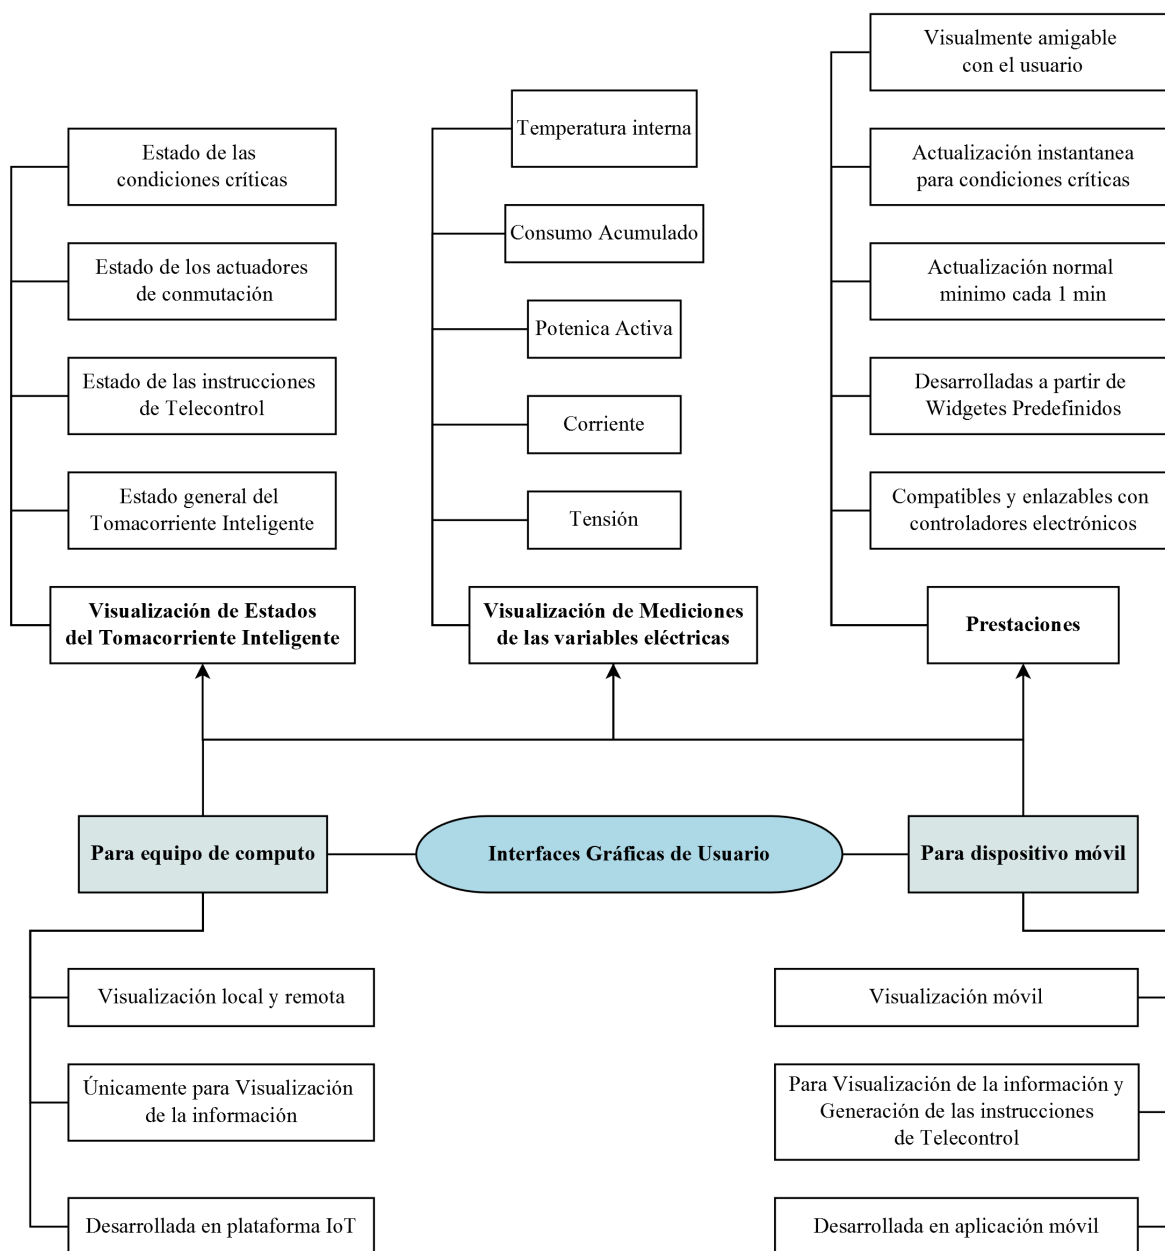 Visualmente amigable
con el usuario
Temperatura interna
Estado de las
condiciones críticas
Actualización instantanea
para condiciones críticas
Consumo Acumulado
Estado de los actuadores
de conmutación
Actualización normal
minimo cada 1 min
Potenica Activa
Estado de las instrucciones
de Telecontrol
Corriente
Desarrolladas a partir de
Widgetes Predefinidos
Estado general del
Tomacorriente Inteligente
Tensión
Compatibles y enlazables con
controladores electrónicos
Visualización de Estados
del Tomacorriente Inteligente
Visualización de Mediciones
de las variables eléctricas
Prestaciones
Para equipo de computo
Interfaces Gráficas de Usuario
Para dispositivo móvil
Visualización local y remota
Visualización móvil
Únicamente para Visualización
de la información
Para Visualización de la información y
Generación de las instrucciones
de Telecontrol
Desarrollada en plataforma IoT
Desarrollada en aplicación móvil